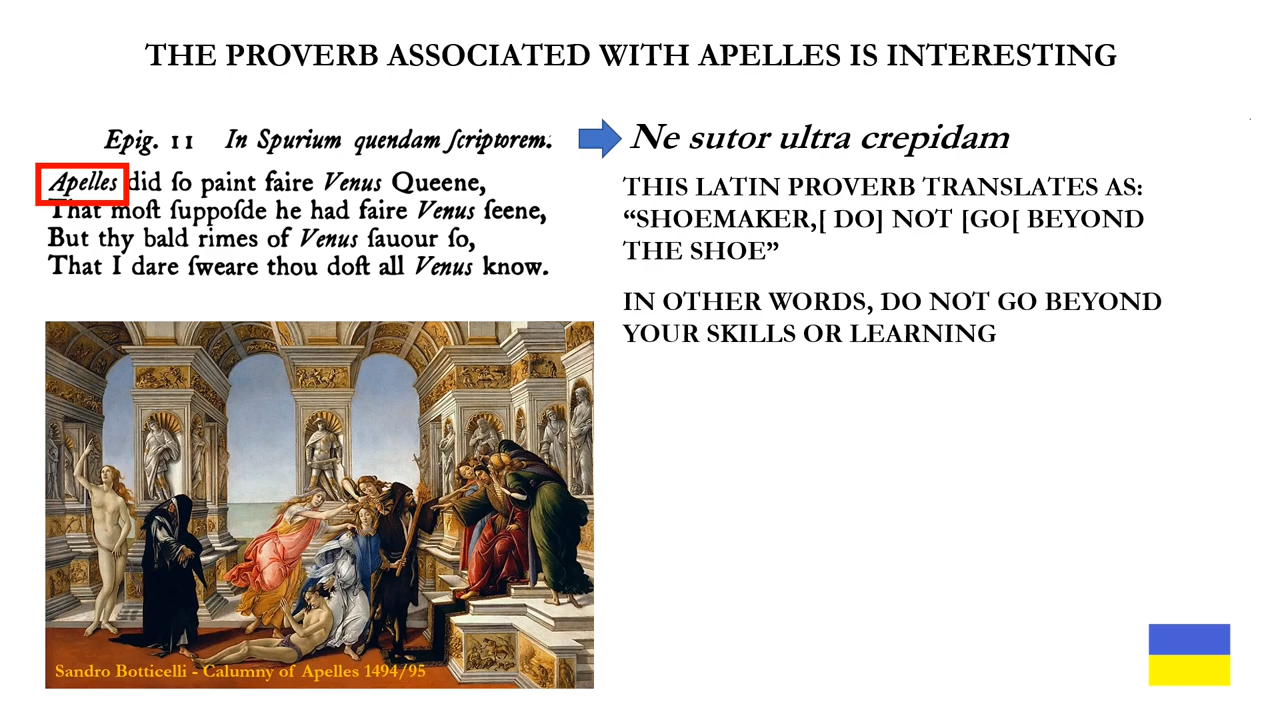 THE PROVERB ASSOCIATED WITH APELLES IS INTERESTING
Epig. 11 In Spurium quendam ſcriptorem.
Apelles did ſo paint faire Venus Queene,
That moſt ſuppoſde he had faire Venus ſeene,
But thy bald rimes of Venus ſauour ſo,
That I dare ſweare thou doſt all Venus know.
Ne sutor ultra crepidam
THIS LATIN PROVERB TRANSLATES AS:
“SHOEMAKER,[ DO] NOT [GO[ BEYOND
THE SHOE”
IN OTHER WORDS, DO NOT GO BEYOND
YOUR SKILLS OR LEARNING
Sandro Botticelli - Calumny of Apelles 1494/95